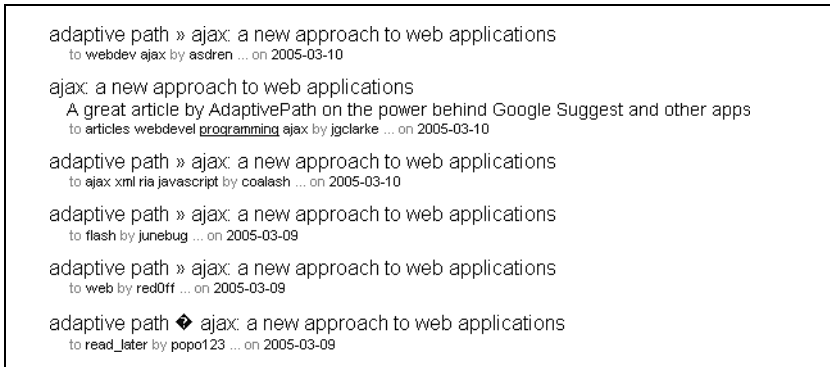 adaptive path » ajax: a new approach to web applications
to webdev ajax by asdren ... on 2005-03-10
ajax: a new approach to web applications
A great article by AdaptivePath on the power behind Google Suggest and other apps
to articles webdevel programming ajax by jgclarke ... on 2005-03-10
adaptive path » ajax: a new approach to web applications
to ajax xml ria javascript by coalash ... on 2005-03-10
adaptive path » ajax: a new approach to web applications
to flash by junebug ... on 2005-03-09
adaptive path » ajax: a new approach to web applications
to web by red0ff ... on 2005-03-09
adaptive path � ajax: a new approach to web applications
to read_later by popo123 ... on 2005-03-09